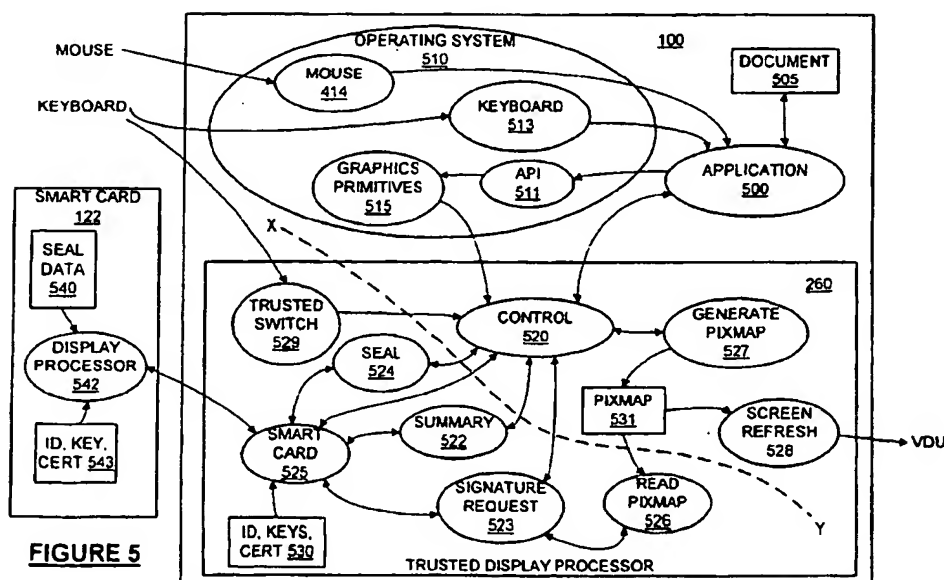 OPERATING SYSTEM
510
100
MOUSE
MOUSE
414
DOCUMENT
505
KEYBOARD
KEYBOARD
513
GRAPHICS
PRIMITIVES
515
API
511
APPLICATION
500
SMART CARD
122
X
SEAL
DATA
540
260
TRUSTED
SWITCH
529
CONTROL
520
GENERATE
PIXMAP
527
DISPLAY
PROCESSOR
542
SEAL
524
PIXMAP
531
SCREEN
REFRESH
528
VDU
SUMMARY
522
SMART
CARD
525
ID, KEY,
CERT 543
SIGNATURE
REQUEST
523
READ
PIXMAP
526
Y
ID, KEYS,
CERT 530
FIGURE 5
TRUSTED DISPLAY PROCESSOR